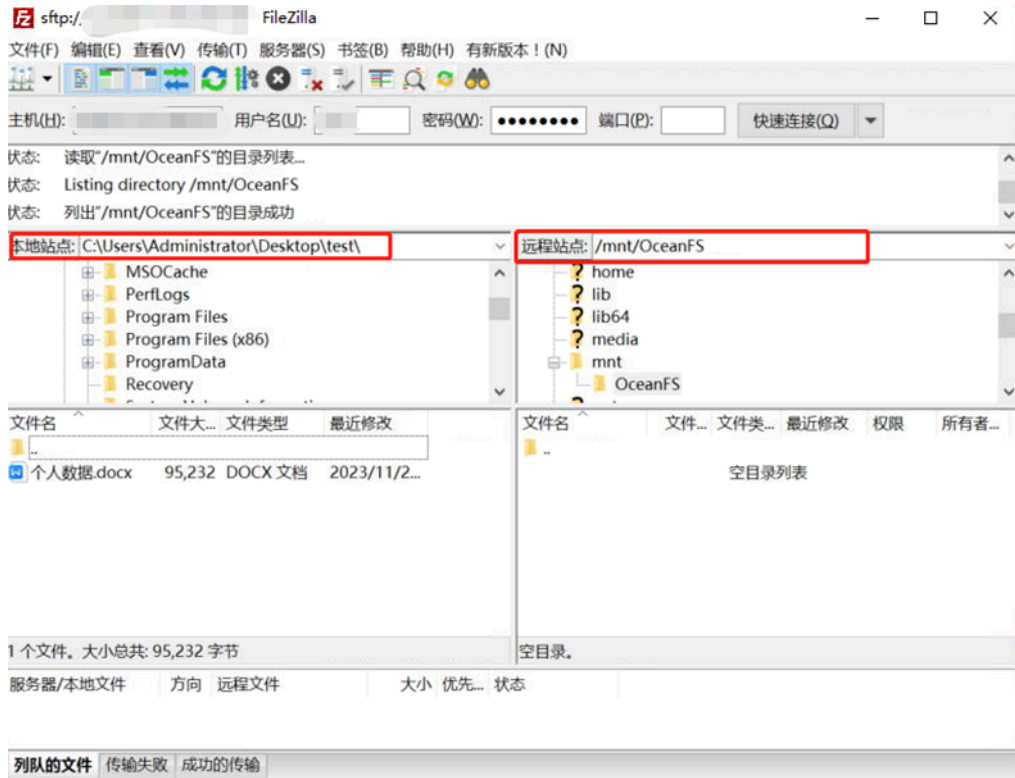 sftp:/ FileZilla
文件(F) 编辑(E) 查看(V) 传输(T) 服务器(S) 书签(B) 帮助(H) 有新版本！(N)
主机(H): 用户名(U): 密码(W): ●●●●●●●● 端口(P): 快速连接(Q)
状态: 读取"/mnt/OceanFS"的目录列表...
状态: Listing directory /mnt/OceanFS
状态: 列出"/mnt/OceanFS"的目录成功
本地站点: C:\Users\Administrator\Desktop\test\
MSOCache
PerfLogs
Program Files
Program Files (x86)
ProgramData
Recovery
远程站点: /mnt/OceanFS
home
lib
lib64
media
mnt
OceanFS
文件名 文件大... 文件类型 最近修改
..
个人数据.docx 95,232 DOCX 文档 2023/11/2...
1 个文件。大小总共: 95,232 字节
文件名 文件... 文件类... 最近修改 权限 所有者...
..
空目录列表
空目录。
服务器/本地文件 方向 远程文件 大小 优先... 状态
列队的文件 传输失败 成功的传输